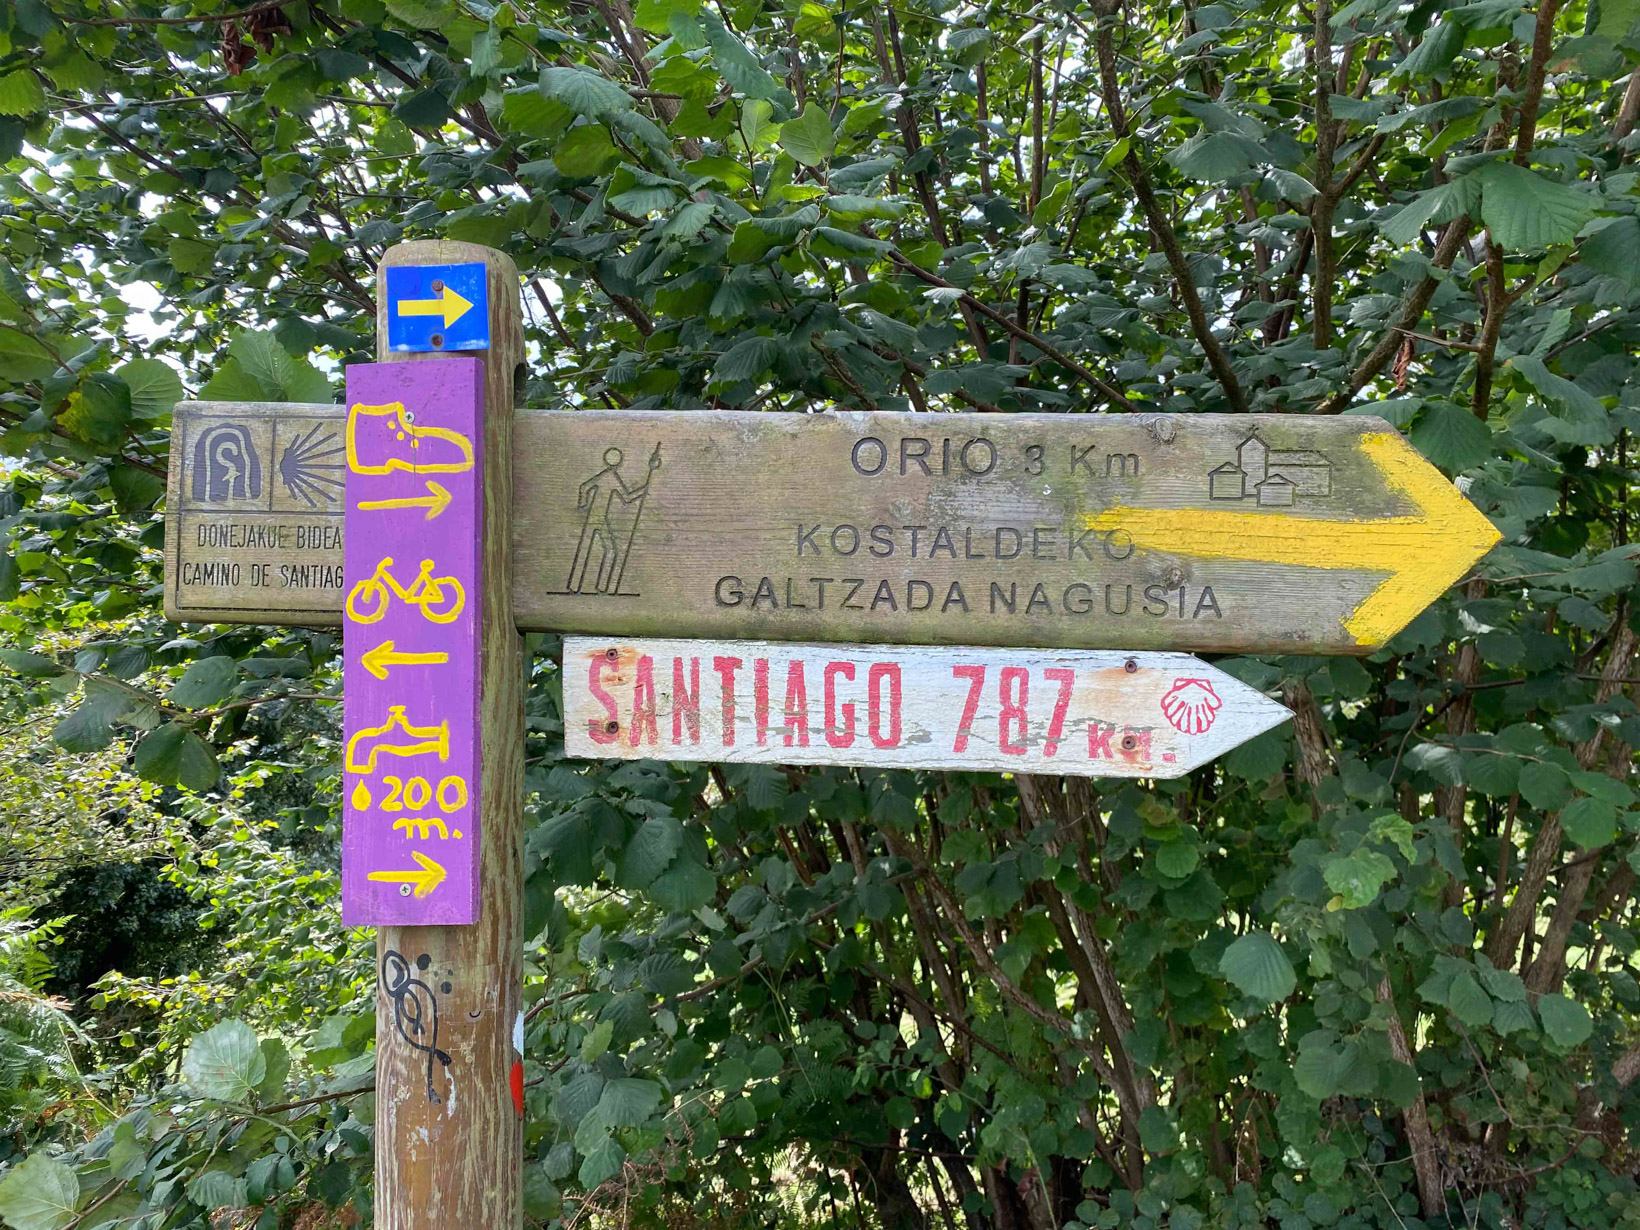 DONEJAKUE BIDEA
CAMINO DE SANTIAG
200
m.
ORIO 3 Km
KOSTALDEKO
GALTZADA NAGUSIA
SANTIAGO 787 Km.